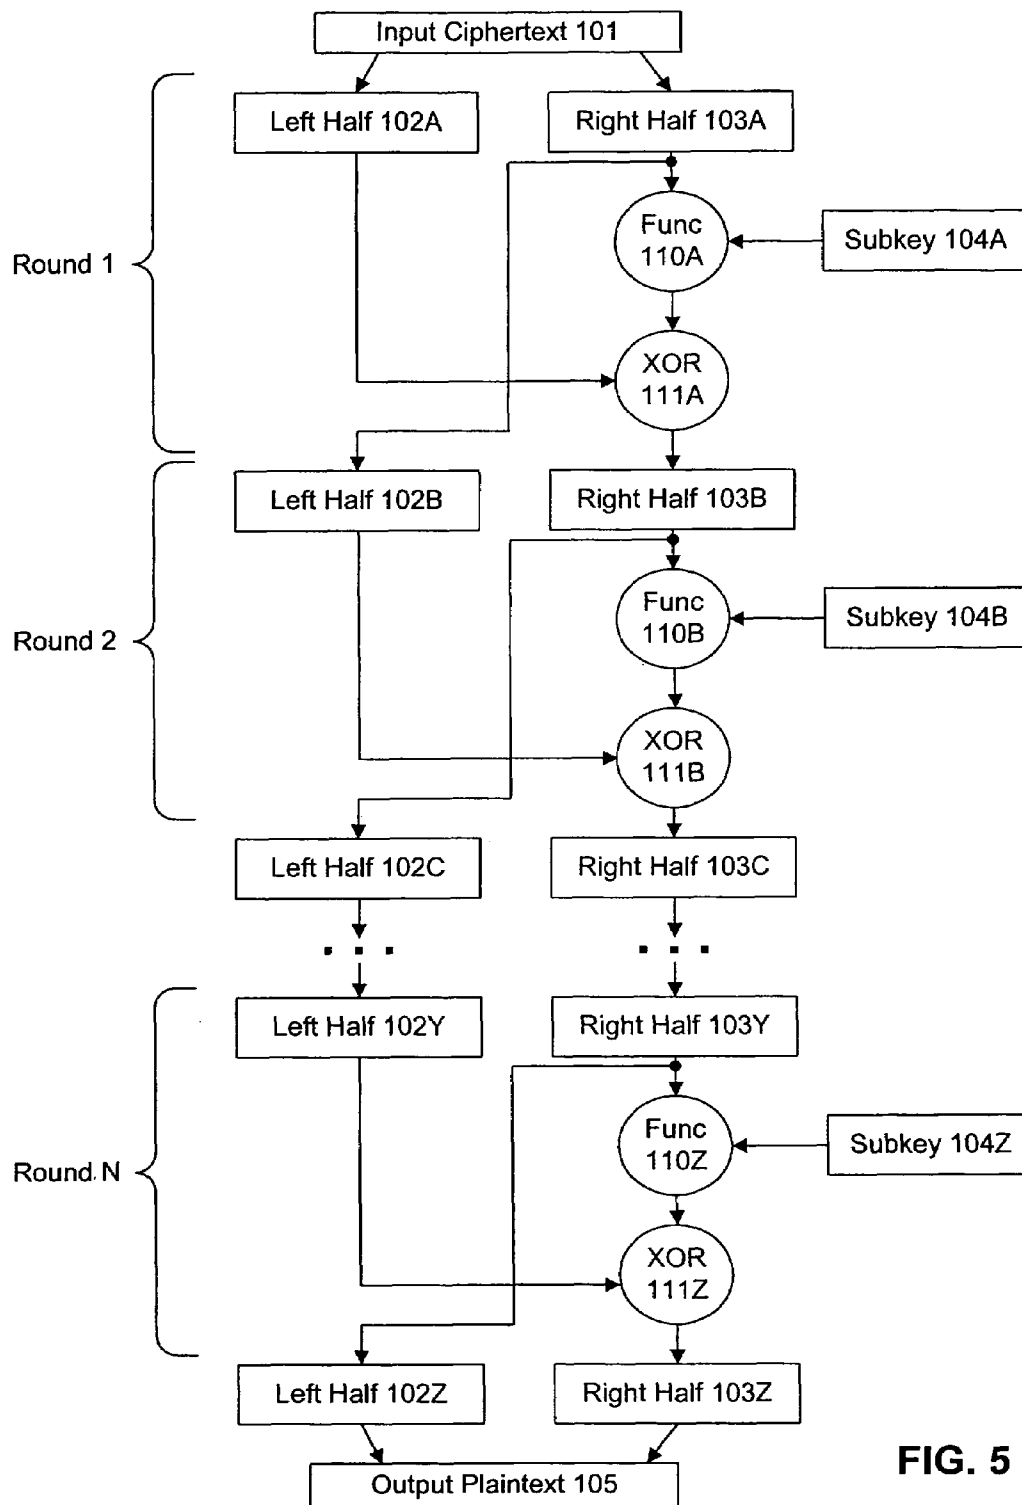 Input Ciphertext 101
Left Half 102A
Right Half 103A
Func
110A
Subkey 104A
Round 1
XOR
111A
Left Half 102B
Right Half 103B
Func
110B
Subkey 104B
Round 2
XOR
111B
Left Half 102C
Right Half 103C
Left Half 102Y
Right Half 103Y
Func
110Z
Subkey 104Z
Round N
XOR
111Z
Left Half 102Z
Right Half 103Z
Output Plaintext 105
FIG. 5